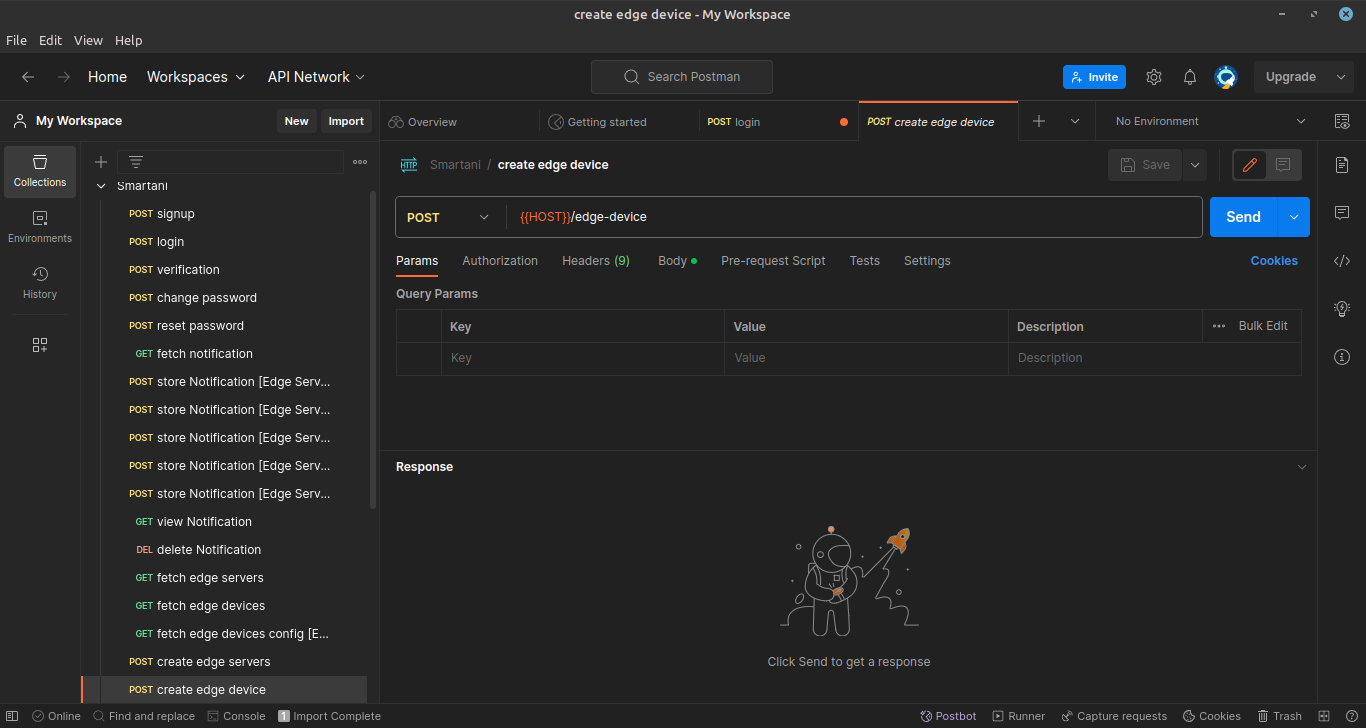 create edge device - My Workspace
File Edit View Help
Home Workspaces API Network Search Postman Invite Upgrade
My Workspace New Import
Overview Getting started POST login POST create edge device No Environment
Collections
Environments
History
Smartani
POST signup
POST login
POST verification
POST change password
POST reset password
GET fetch notification
POST store Notification [Edge Serv...
POST store Notification [Edge Serv...
POST store Notification [Edge Serv...
POST store Notification [Edge Serv...
POST store Notification [Edge Serv...
GET view Notification
DEL delete Notification
GET fetch edge servers
GET fetch edge devices
GET fetch edge devices config [E...
POST create edge servers
POST create edge device
HTTP Smartani / create edge device Save
POST {{HOST}}/edge-device Send
Params Authorization Headers (9) Body Pre-request Script Tests Settings Cookies
Query Params
Key Value Description Bulk Edit
Key Value Description
Response
Click Send to get a response
Online Find and replace Console 1 Import Complete Postbot Runner Capture requests Cookies Trash